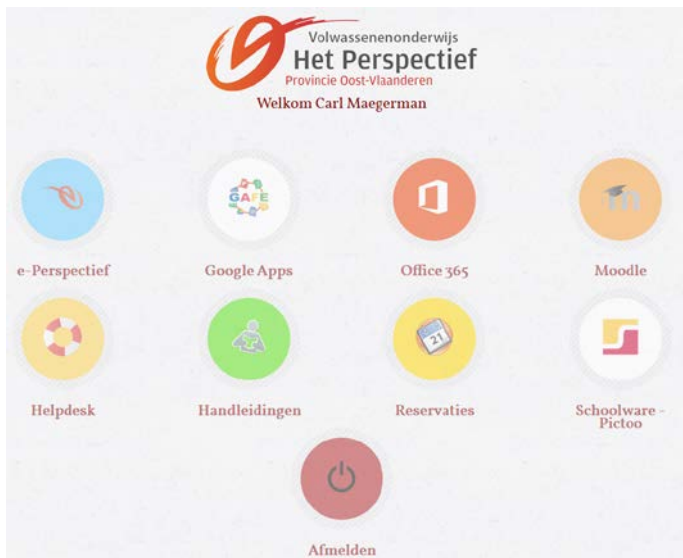 Volwassenenonderwijs
Het Perspectief
Provincie Oost-Vlaanderen
Welkom Carl Maegerman
GAFE
m
21
e-Perspectief
Google Apps
Office 365
Moodle
Helpdesk
Handleidingen
Reservaties
Schoolware -
Pictoo
Afmelden